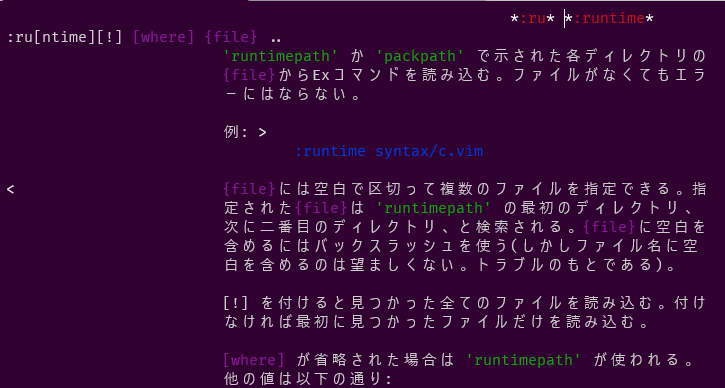 *:ru* *:runtime*
:ru[ntime][!] [where] {file} ..
'runtimepath' か 'packpath' で示された各ディレクトリの
{file}からExコマンドを読み込む。ファイルがなくてもエラ
ーにはならない。
例: >
:runtime syntax/c.vim
< {file}には空白で区切って複数のファイルを指定できる。指
定された{file}は 'runtimepath' の最初のディレクトリ、
次に二番目のディレクトリ、と検索される。{file}に空白を
含めるにはバックスラッシュを使う(しかしファイル名に空
白を含めるのは望ましくない。トラブルのもとである)。
[!] を付けると見つかった全てのファイルを読み込む。付け
なければ最初に見つかったファイルだけを読み込む。
[where] が省略された場合は 'runtimepath' が使われる。
他の値は以下の通り: